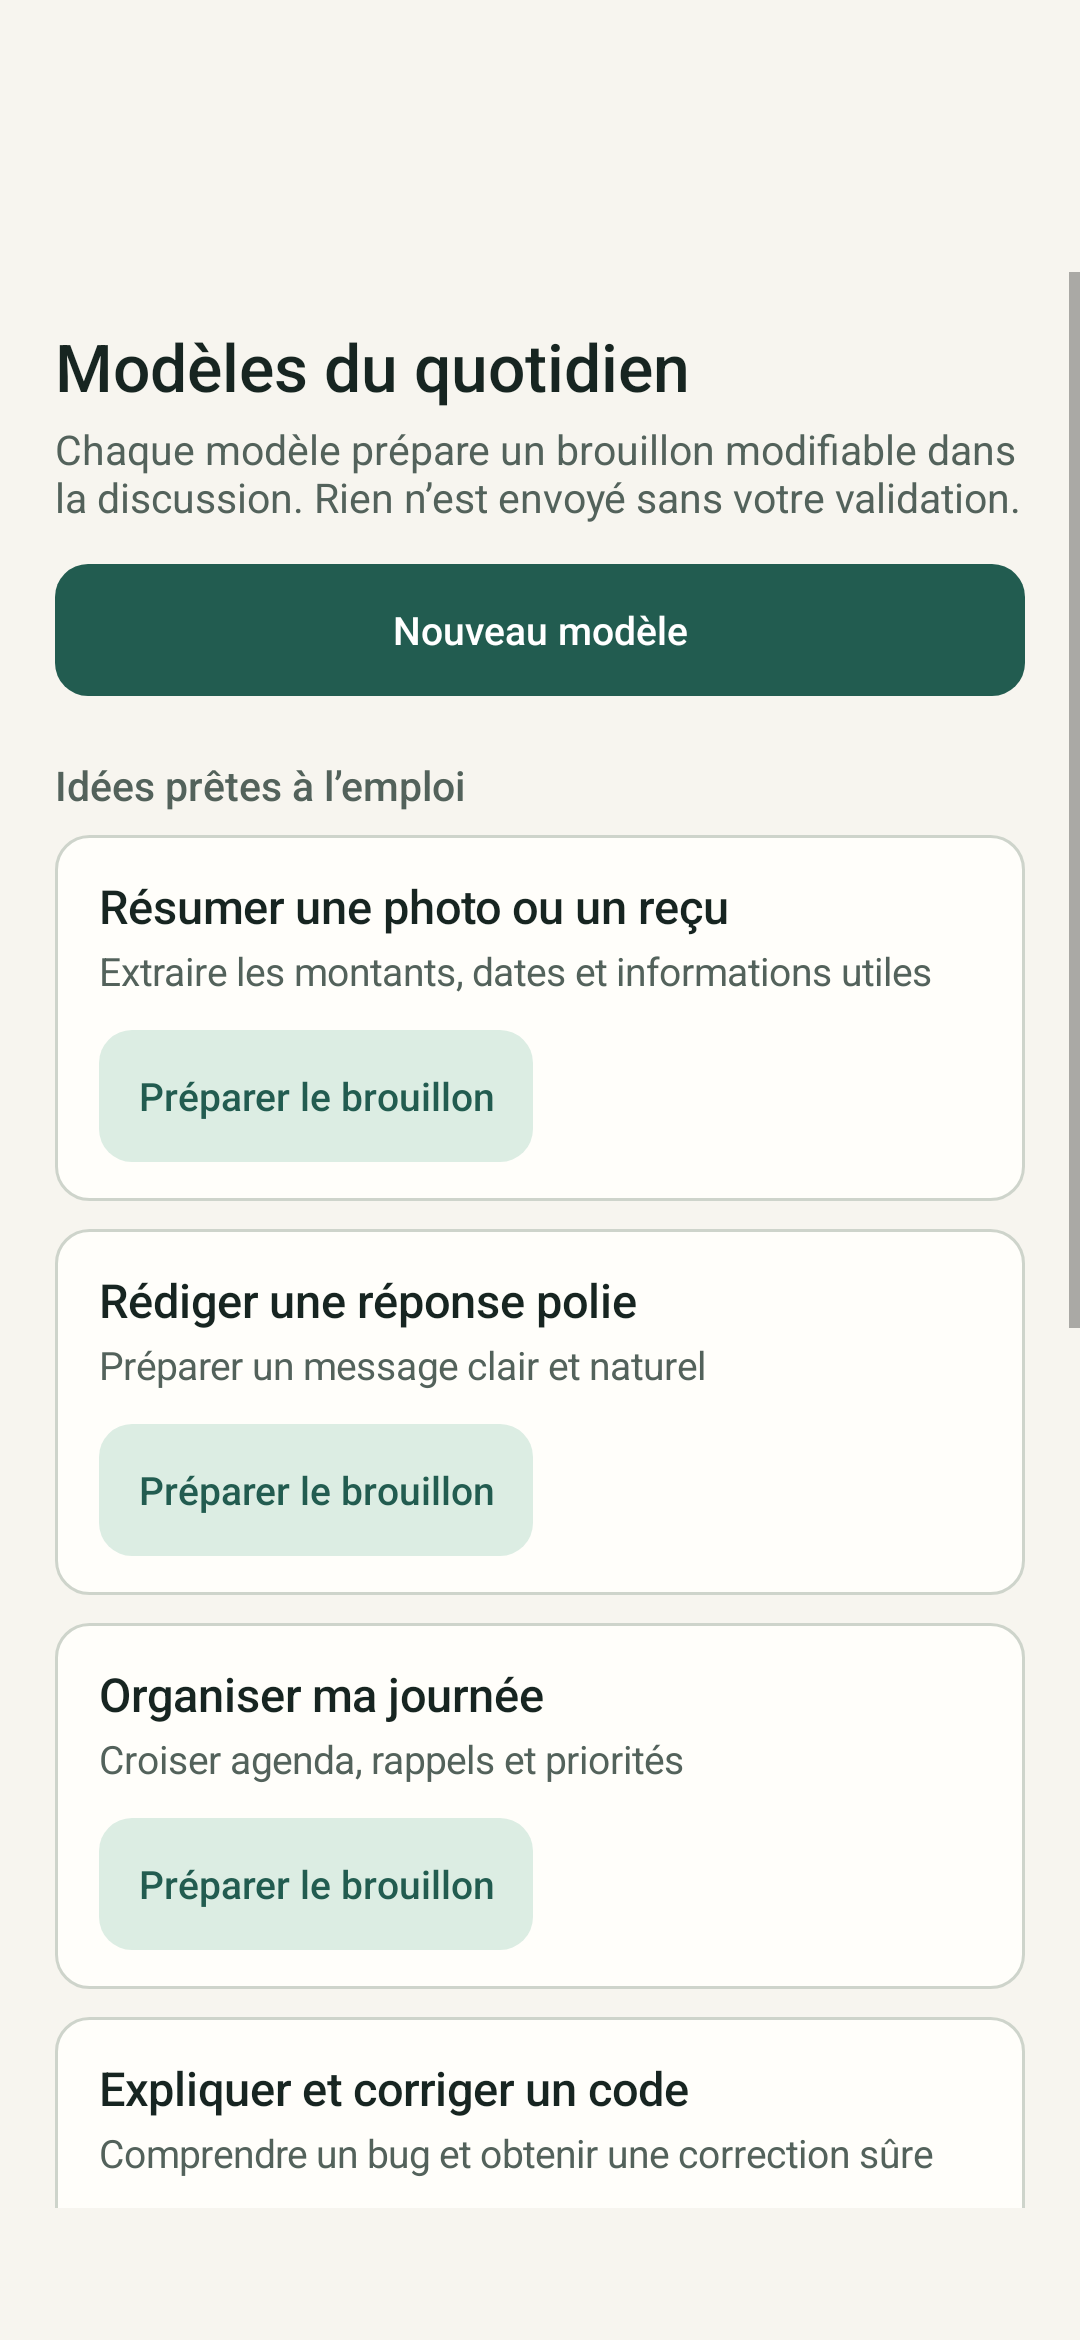 Modèles du quotidien
Chaque modèle prépare un brouillon modifiable dans
la discussion. Rien n’est envoyé sans votre validation.
Nouveau modèle
Idées prêtes à l’emploi
Résumer une photo ou un reçu
Extraire les montants, dates et informations utiles
Préparer le brouillon
Rédiger une réponse polie
Préparer un message clair et naturel
Préparer le brouillon
Organiser ma journée
Croiser agenda, rappels et priorités
Préparer le brouillon
Expliquer et corriger un code
Comprendre un bug et obtenir une correction sûre